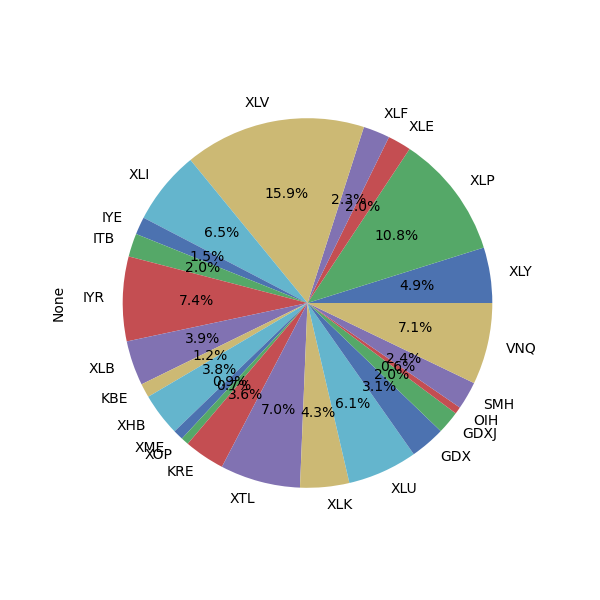 XLV
XLF
XLE
XLI
XLP
15.9%
2.3%
2.0%
IYE
6.5%
10.8%
ITB
1.5%
2.0%
XLY
4.9%
IYR
7.4%
None
7.1%
3.9%
VNQ
1.2%
2.4%
XLB
3.8%
0.6%
0.9%
2.0%
0.7%
3.1%
KBE
3.6%
6.1%
SMH
7.0%
4.3%
OIH
XHB
GDXJ
XME
XOP
GDX
KRE
XLU
XTL
XLK